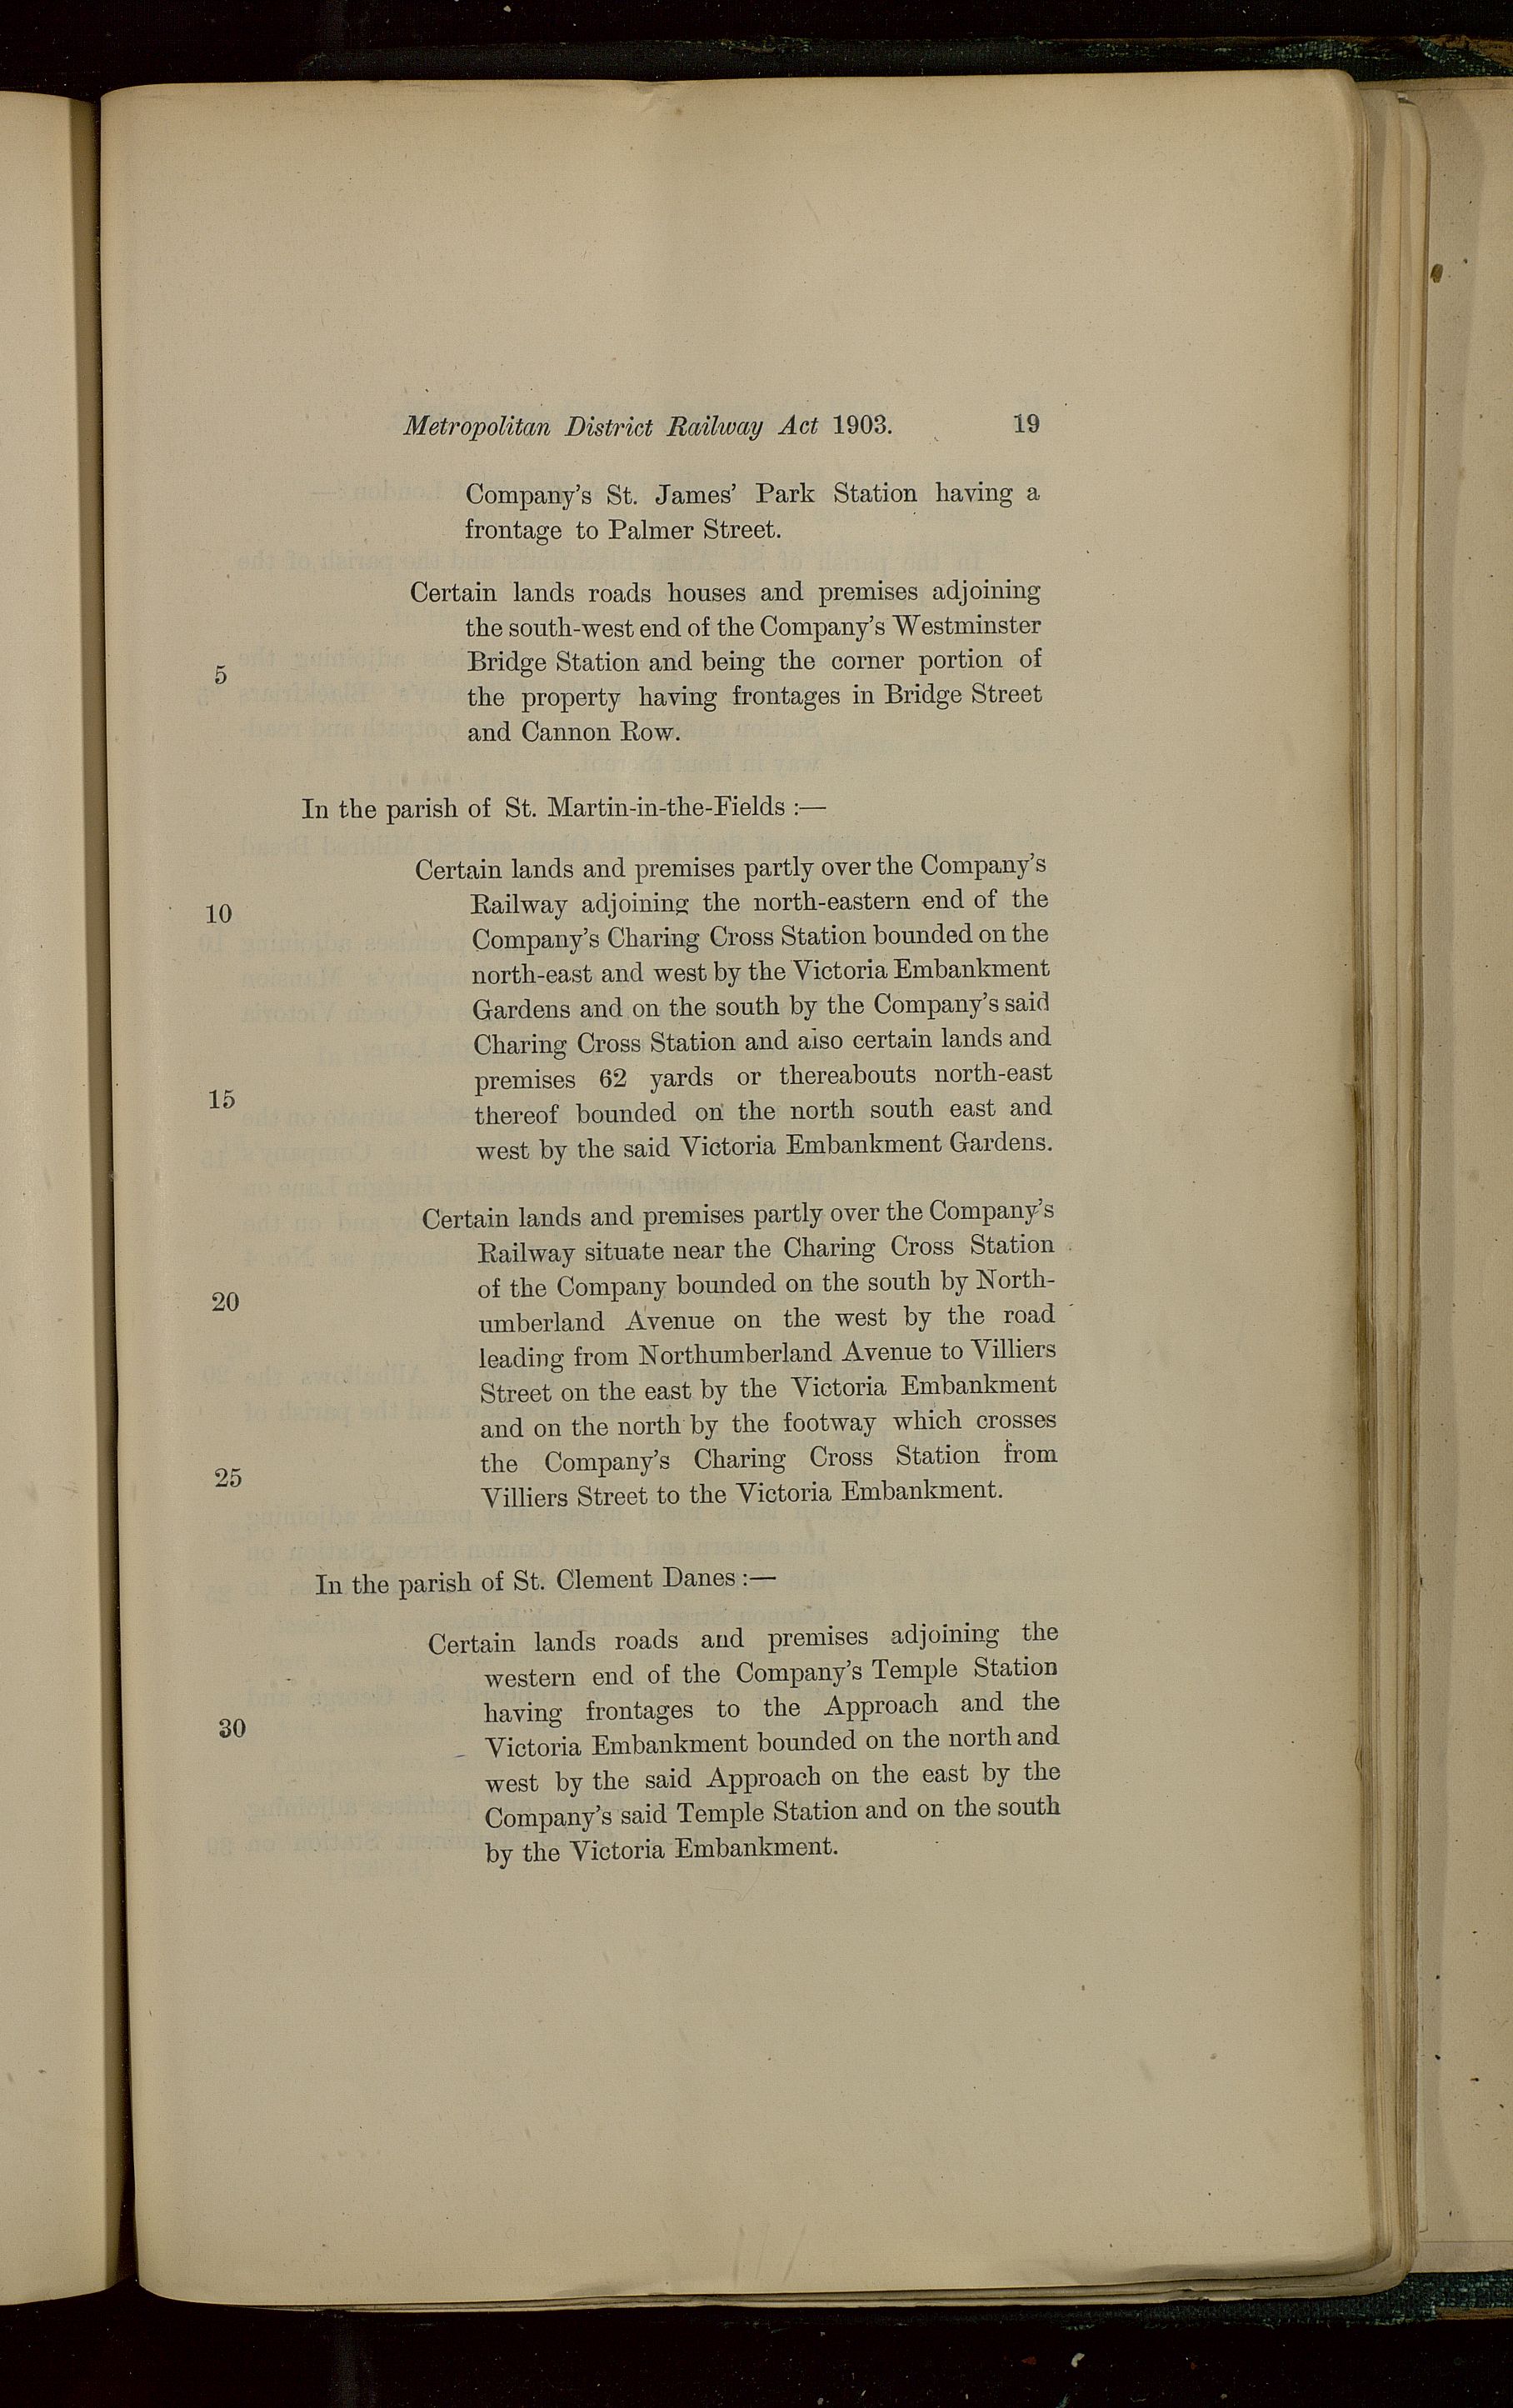 Metropolitan District Railway Act 1903. 19
Company's St. James' Park Station having a
frontage to Palmer Street.
Certain lands roads houses and premises adjoining
the south-west end of the Company's Westminster
5 Bridge Station and being the corner portion of
the property having frontages in Bridge Street
and Cannon Row.
In the parish of St. Martin-in-the-Fields :—
Certain lands and premises partly over the Company's
10 Railway adjoining the north-eastern end of the
Company's Charing Cross Station bounded on the
north-east and west by the Victoria Embankment
Gardens and on the south by the Company's said
Charing Cross Station and also certain lands and
15 premises 62 yards or thereabouts north-east
thereof bounded on the north south east and
west by the said Victoria Embankment Gardens.
Certain lands and premises partly over the Company's
Railway situate near the Charing Cross Station
20 of the Company bounded on the south by North-
umberland Avenue on the west by the road
leading from Northumberland Avenue to Villiers
Street on the east by the Victoria Embankment
and on the north by the footway which crosses
25 the Company's Charing Cross Station from
Villiers Street to the Victoria Embankment.
In the parish of St. Clement Danes :—
Certain lands roads and premises adjoining the
western end of the Company's Temple Station
30 having frontages to the Approach and the
Victoria Embankment bounded on the north and
west by the said Approach on the east by the
Company's said Temple Station and on the south
by the Victoria Embankment.